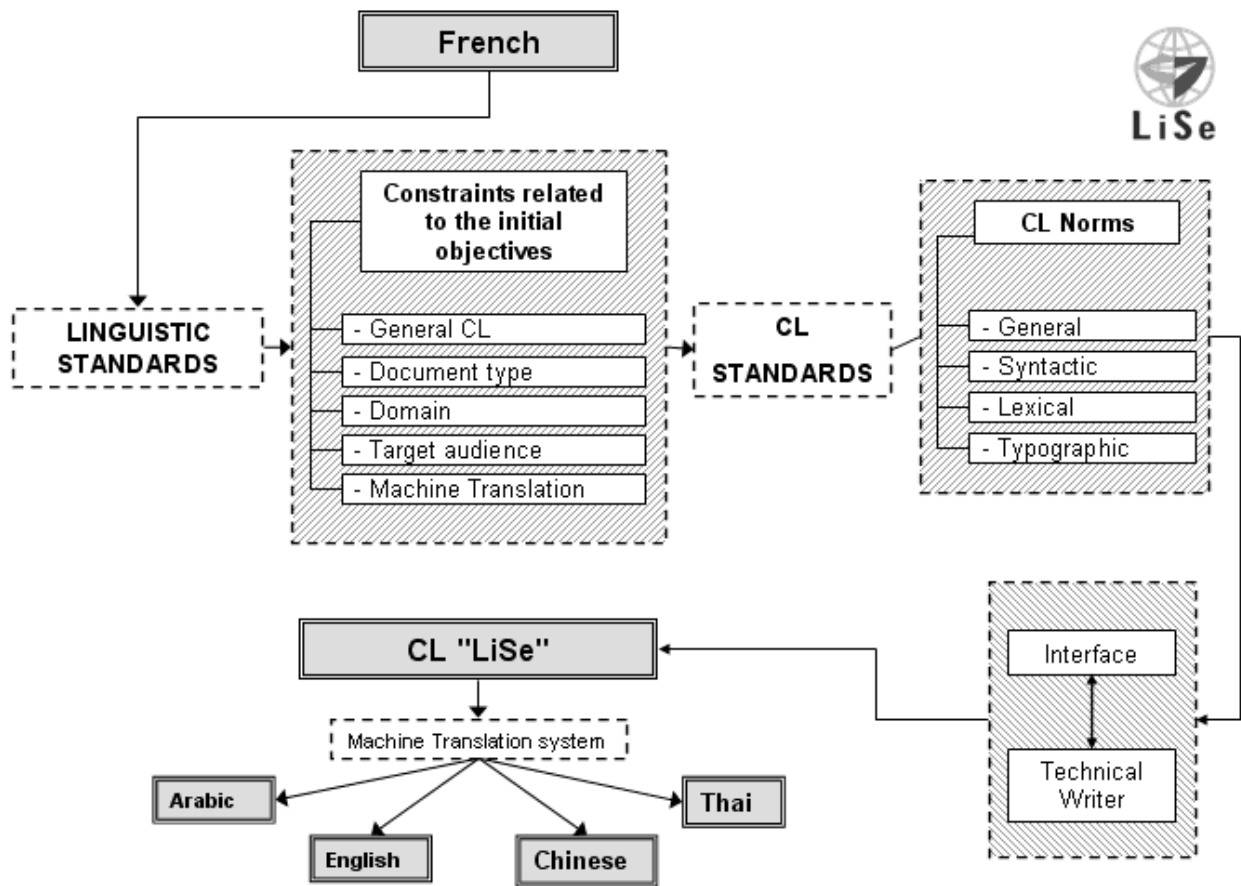 French
LiSe
Constraints related
to the initial
objectives
- General CL
- Document type
- Domain
- Target audience
- Machine Translation
LINGUISTIC
STANDARDS
CL
STANDARDS
CL Norms
- General
- Syntactic
- Lexical
- Typographic
Interface
Technical
Writer
CL "LiSe"
Machine Translation system
Arabic
English
Chinese
Thai